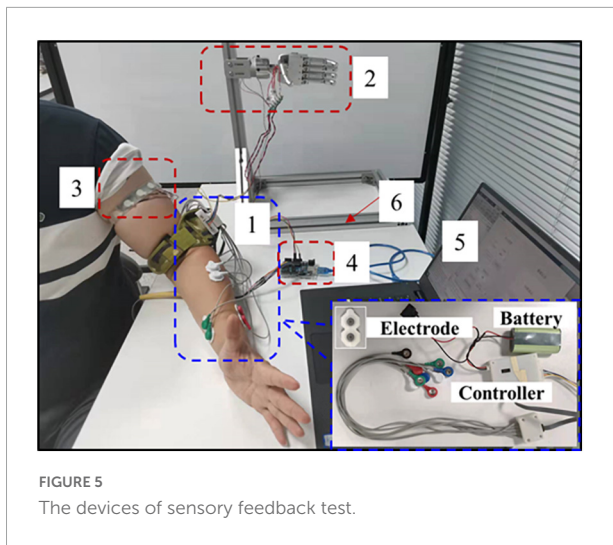 2
3
1
6
4
5
Electrode
Battery
Controller
FIGURE 5
The devices of sensory feedback test.